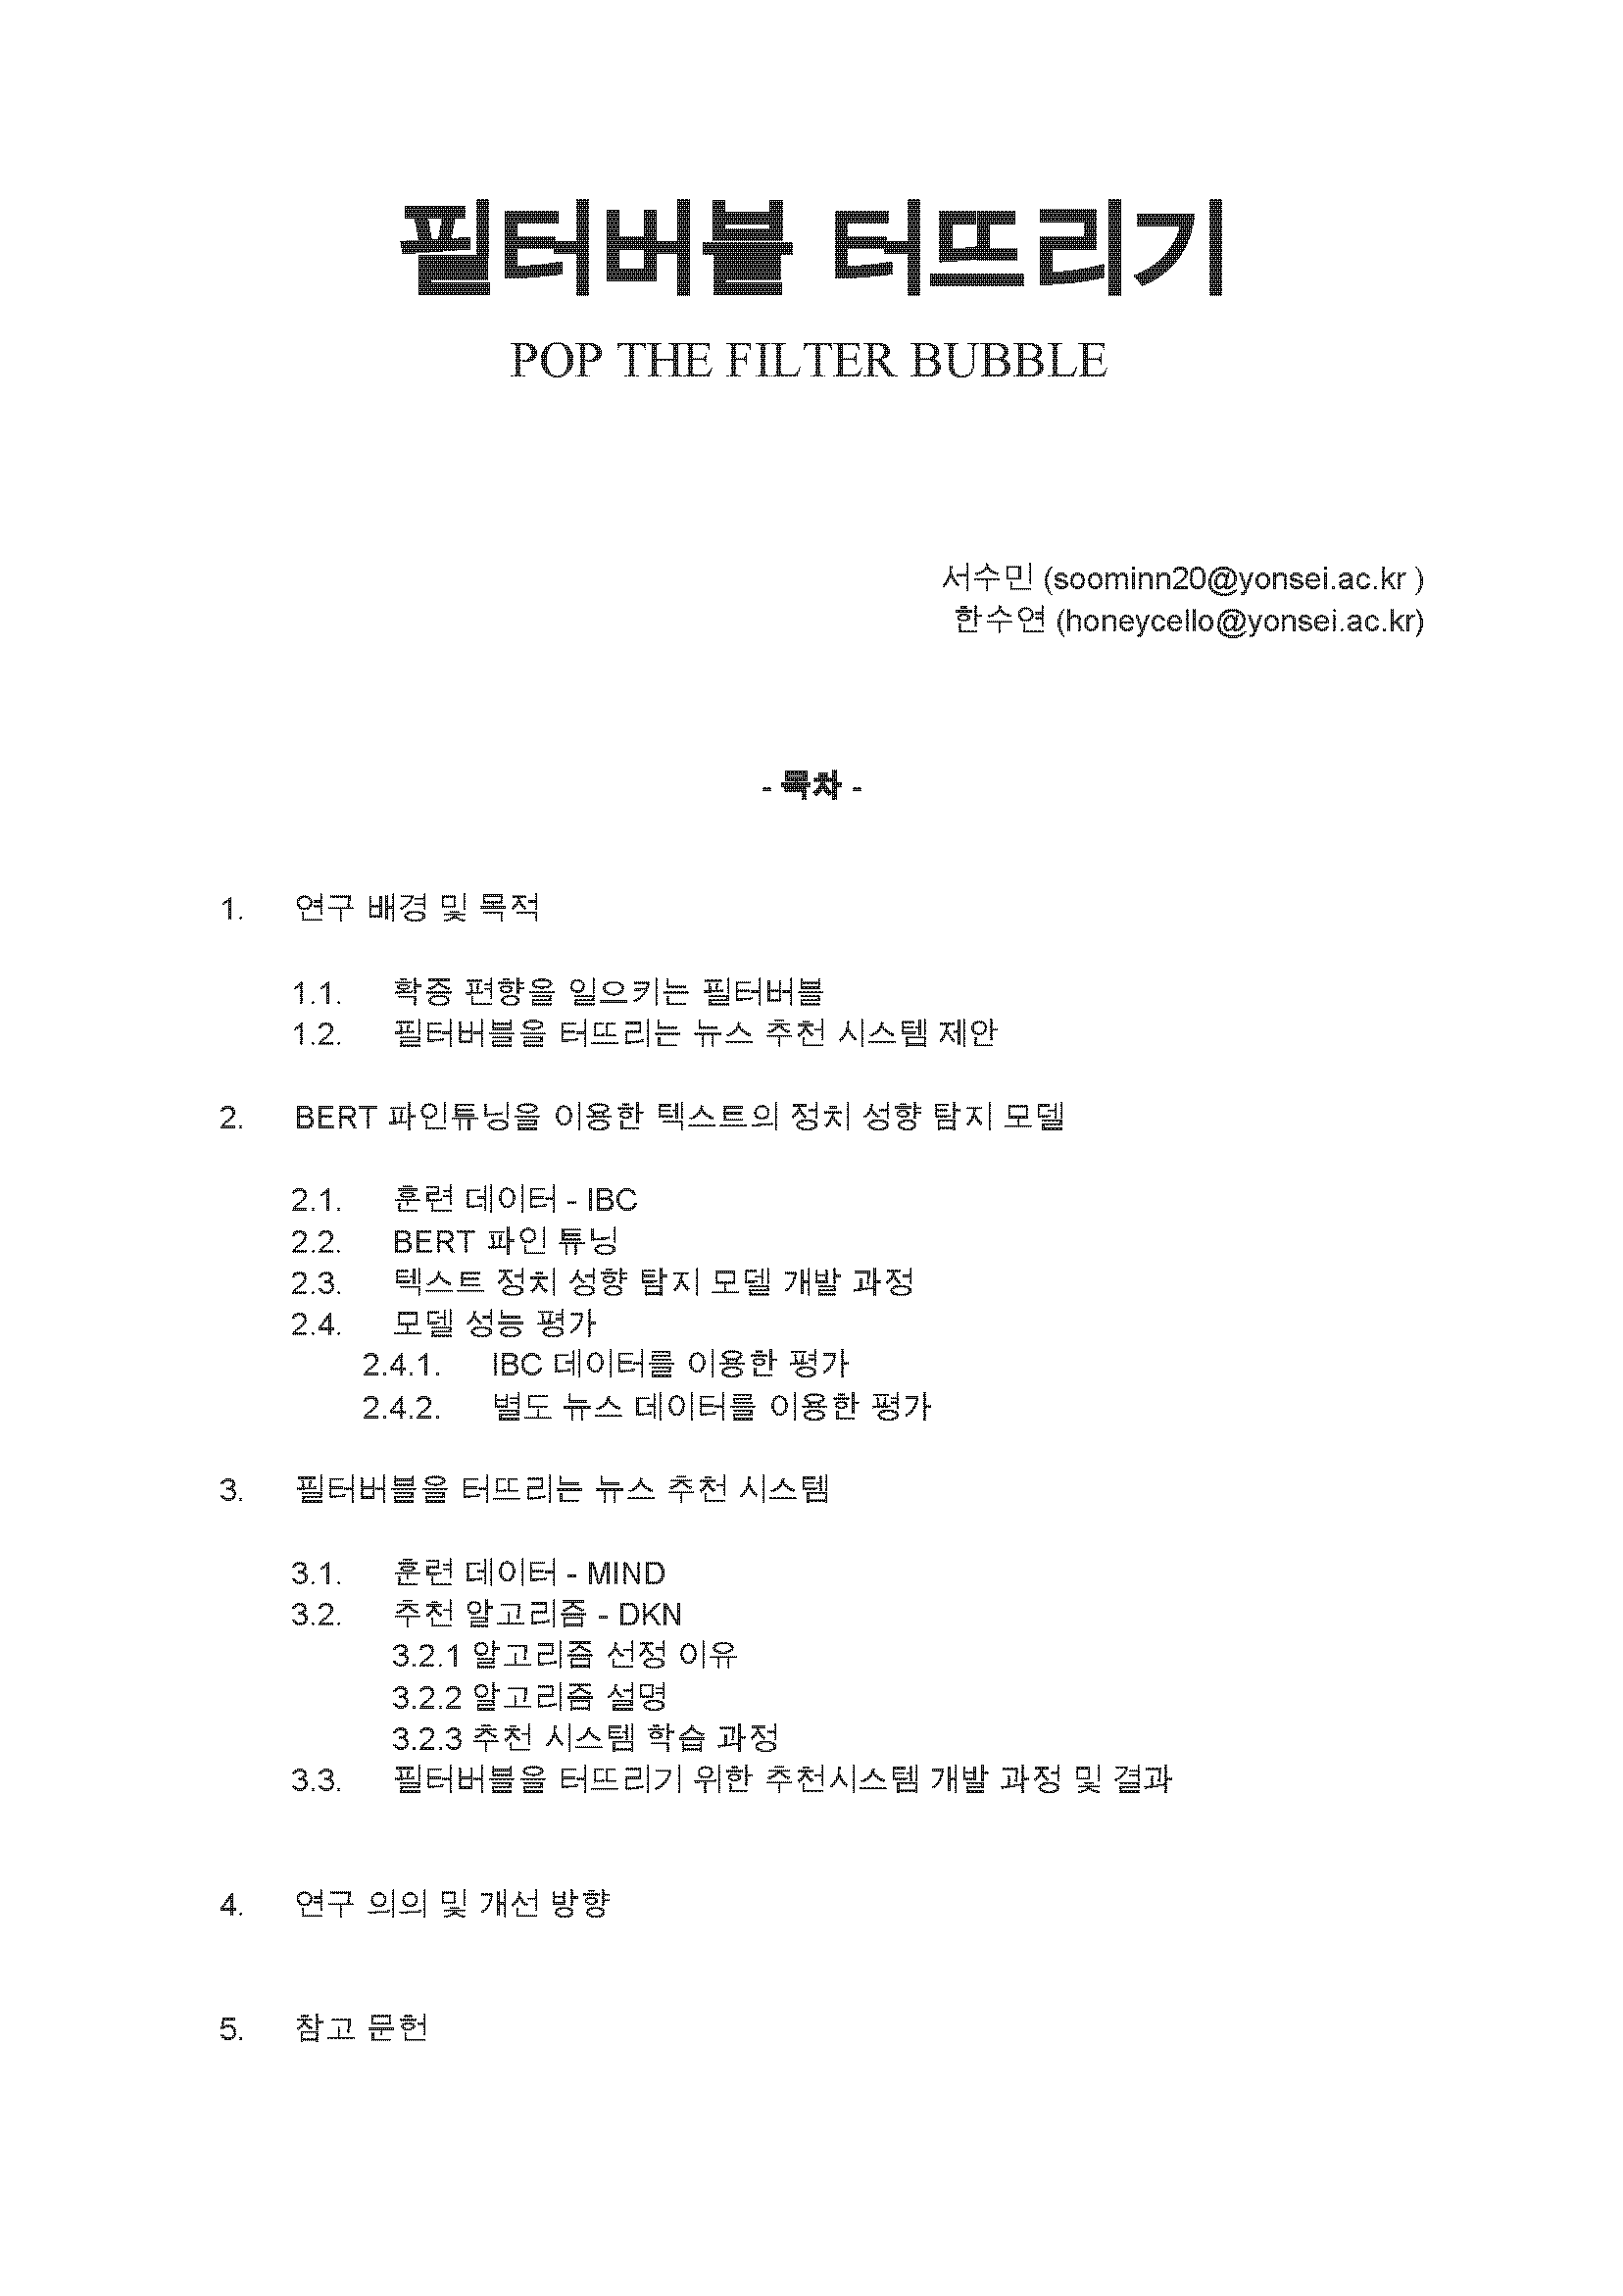 필터버블 터뜨리기
POP THE FILTER BUBBLE
서수민 (soominn20@yonsei.ac.kr )
한수연 (honeycello@yonsei.ac.kr)
- 목차 -
1. 연구 배경 및 목적
1.1. 확증 편향을 일으키는 필터버블
1.2. 필터버블을 터뜨리는 뉴스 추천 시스템 제안
2. BERT 파인튜닝을 이용한 텍스트의 정치 성향 탐지 모델
2.1. 훈련 데이터 - IBC
2.2. BERT 파인 튜닝
2.3. 텍스트 정치 성향 탐지 모델 개발 과정
2.4. 모델 성능 평가
2.4.1. IBC 데이터를 이용한 평가
2.4.2. 별도 뉴스 데이터를 이용한 평가
3. 필터버블을 터뜨리는 뉴스 추천 시스템
3.1. 훈련 데이터 - MIND
3.2. 추천 알고리즘 - DKN
3.2.1 알고리즘 선정 이유
3.2.2 알고리즘 설명
3.2.3 추천 시스템 학습 과정
3.3. 필터버블을 터뜨리기 위한 추천시스템 개발 과정 및 결과
4. 연구 의의 및 개선 방향
5. 참고 문헌